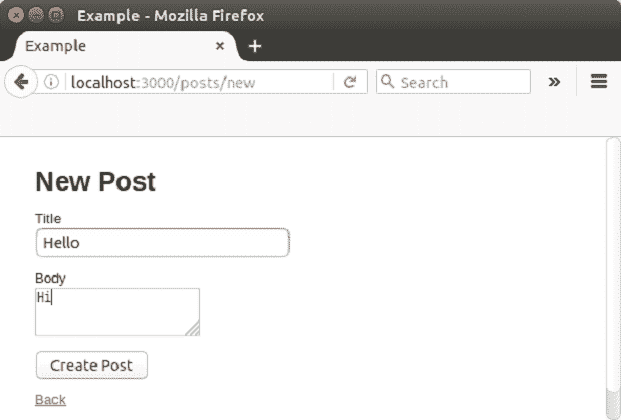 Example - Mozilla Firefox
Example
localhost:3000/posts/new
Search
New Post
Title
Hello
Body
Hi
Create Post
Back